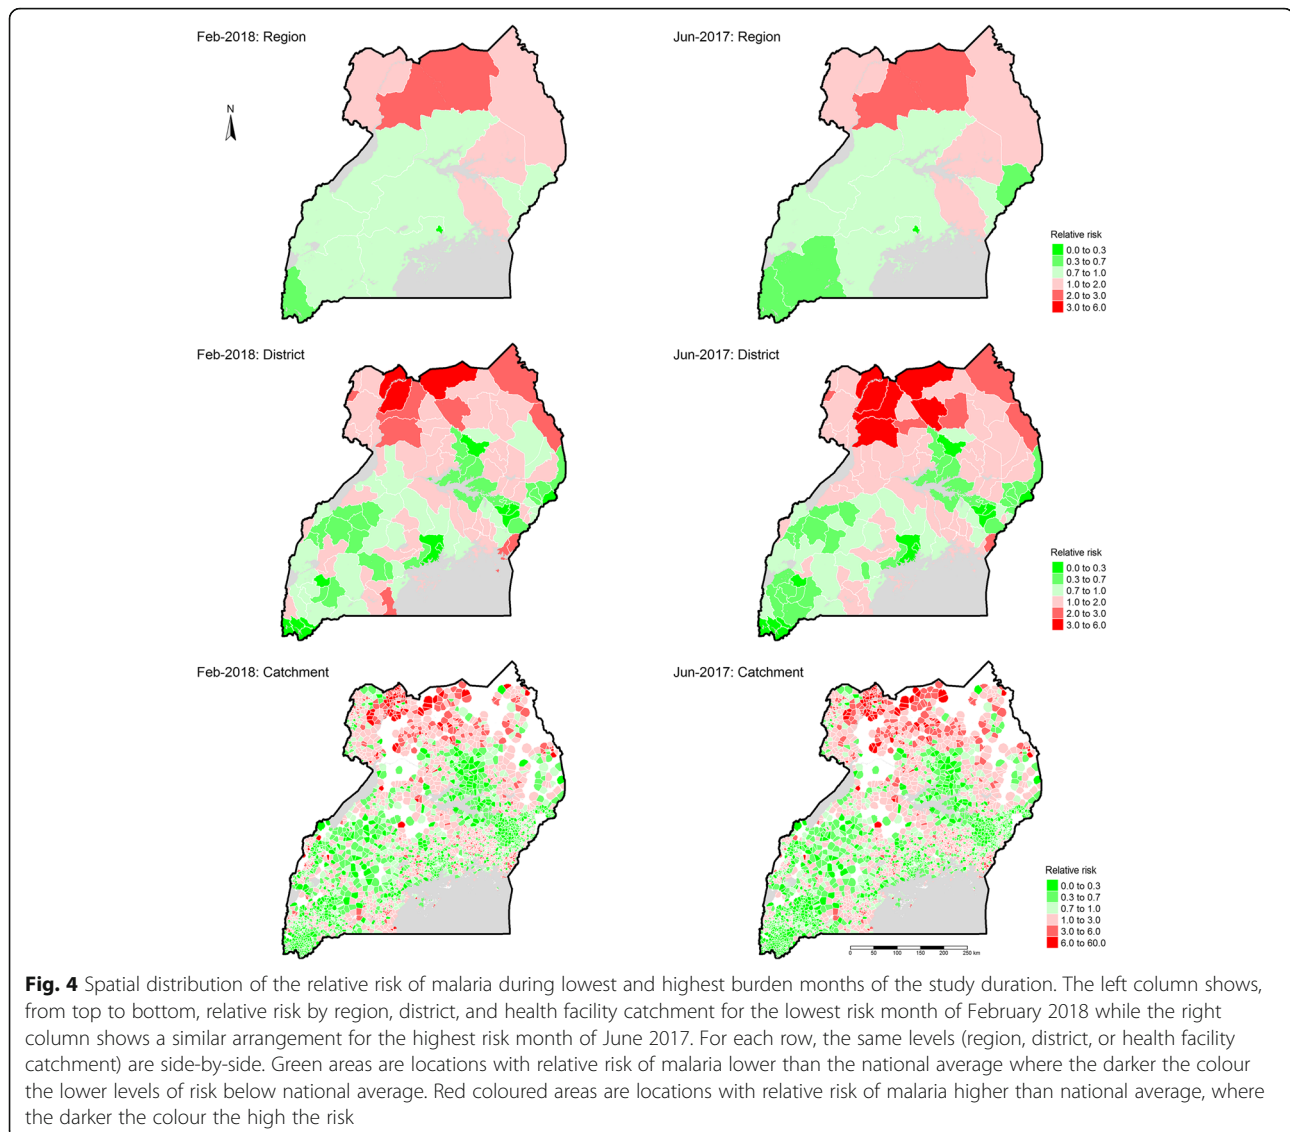 Feb-2018: Region
Jun-2017: Region
N
Relative risk
0.0 to 0.3
0.3 to 0.7
0.7 to 1.0
1.0 to 2.0
2.0 to 3.0
3.0 to 6.0
Feb-2018: District
Jun-2017: District
Relative risk
0.0 to 0.3
0.3 to 0.7
0.7 to 1.0
1.0 to 2.0
2.0 to 3.0
3.0 to 6.0
Feb-2018: Catchment
Jun-2017: Catchment
Relative risk
0.0 to 0.3
0.3 to 0.7
0.7 to 1.0
1.0 to 3.0
3.0 to 6.0
6.0 to 60.0
0 50 100 150 200 250 km
Fig. 4 Spatial distribution of the relative risk of malaria during lowest and highest burden months of the study duration. The left column shows,
from top to bottom, relative risk by region, district, and health facility catchment for the lowest risk month of February 2018 while the right
column shows a similar arrangement for the highest risk month of June 2017. For each row, the same levels (region, district, or health facility
catchment) are side-by-side. Green areas are locations with relative risk of malaria lower than the national average where the darker the colour
the lower levels of risk below national average. Red coloured areas are locations with relative risk of malaria higher than national average, where
the darker the colour the high the risk